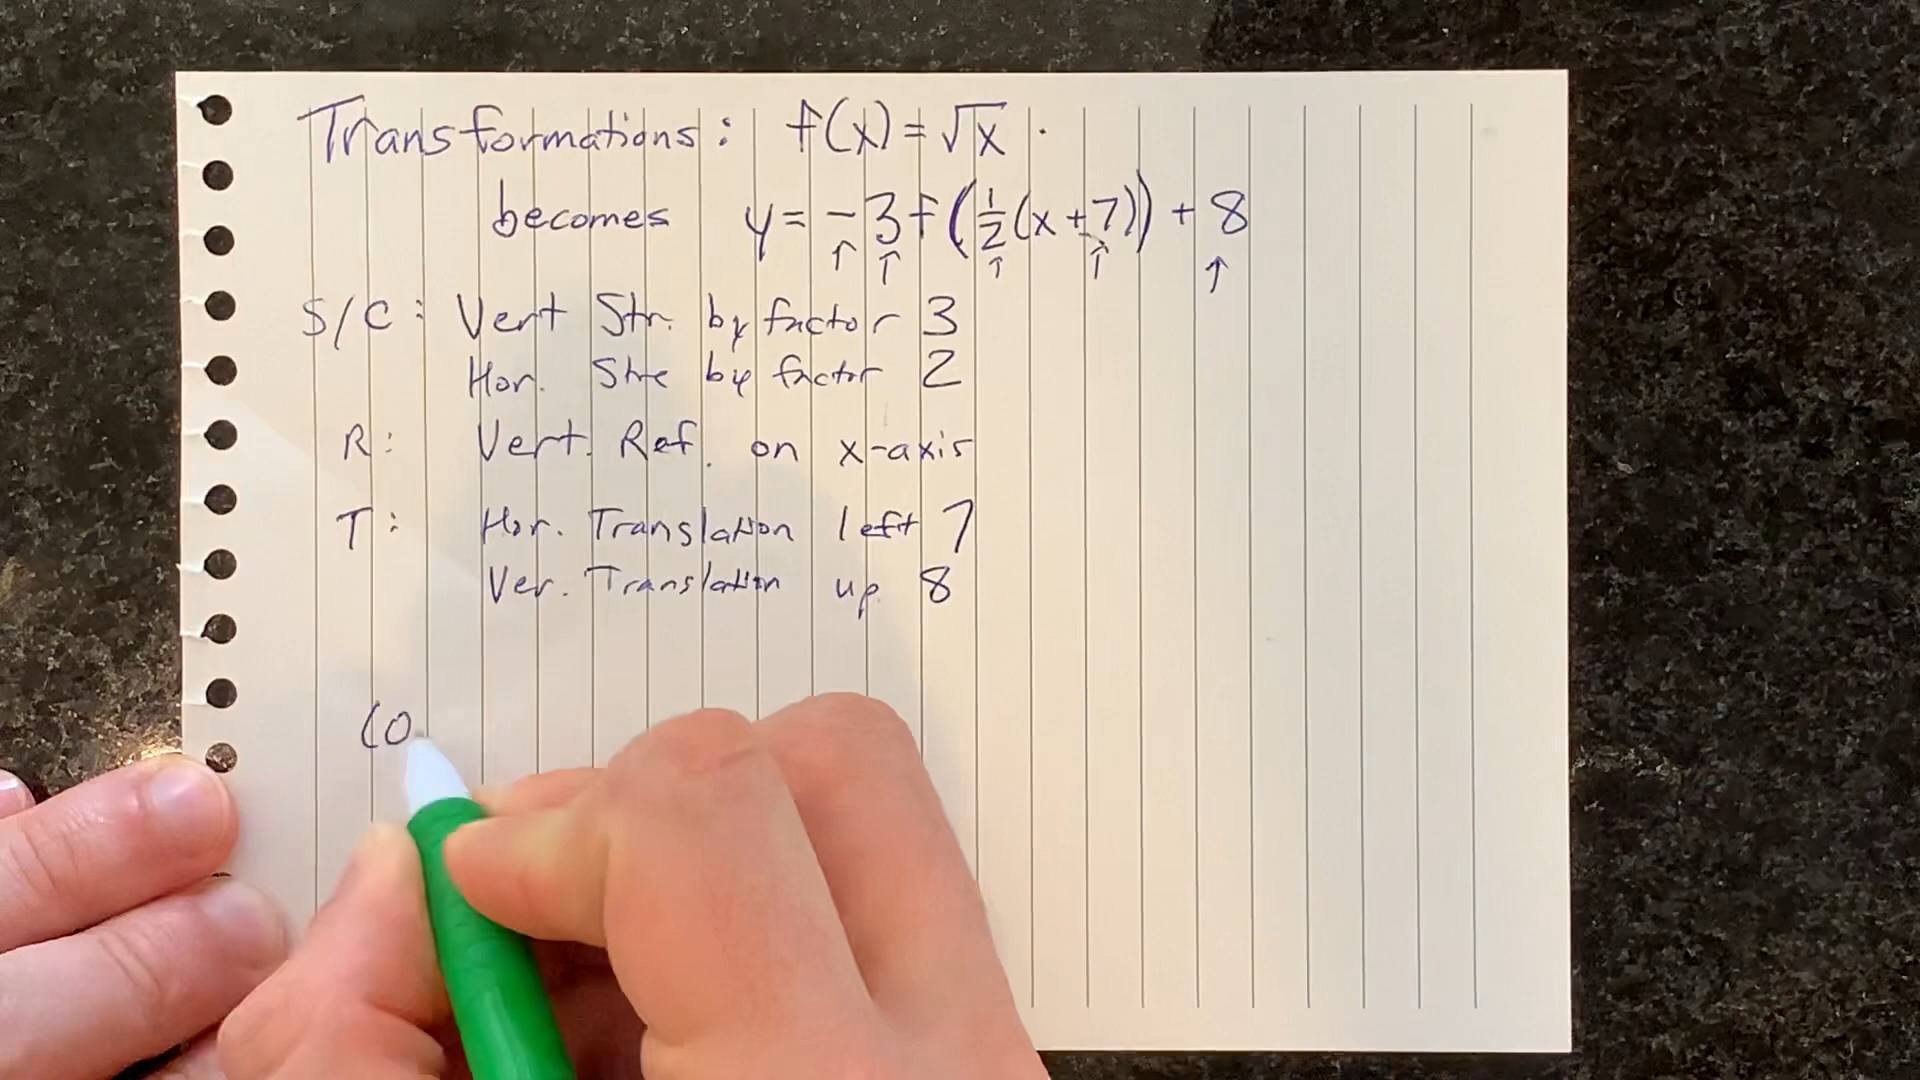 Transformations: f(x) = √x .
becomes y = -3f(1/2(x+7)) + 8
↑ ↑ ↑ ↑ ↑
S/C: Vert Str. by factor 3
Hor. Stre by factor 2
R: Vert. Ref. on x-axis
T: Hor. Translation left 7
Ver. Translation up 8
(0